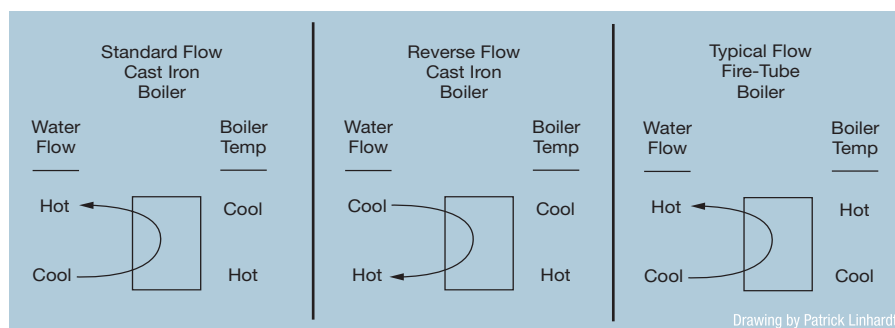 Standard Flow
Cast Iron
Boiler
Water
Flow
Boiler
Temp
Hot
Cool
Cool
Hot
Reverse Flow
Cast Iron
Boiler
Water
Flow
Boiler
Temp
Cool
Cool
Hot
Hot
Typical Flow
Fire-Tube
Boiler
Water
Flow
Boiler
Temp
Hot
Hot
Cool
Cool
Drawing by Patrick Linhardt